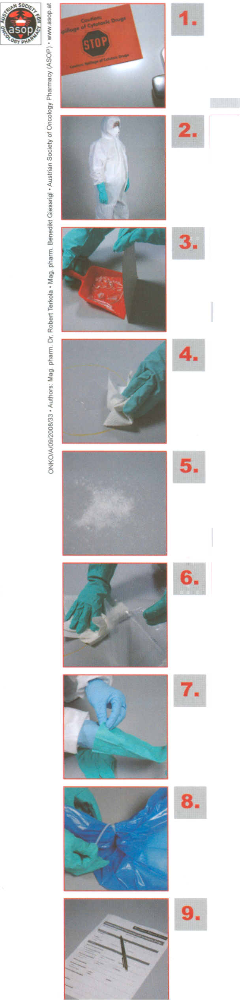 AUSTRIAN SOCIETY FOR
asop
ONCOLOGY PHARMACY
ONKO/A/09/2008/33 • Authors: Mag. pharm. Dr. Robert Terkola • Mag. pharm. Benedikt Giessrigl • Austrian Society of Oncology Pharmacy (ASOP) • www.asop.at
1.
Caution:
Spillage of Cytotoxic Drugs
STOP
Caution: Spillage of Cytotoxic Drugs
2.
3.
4.
5.
6.
7.
8.
9.